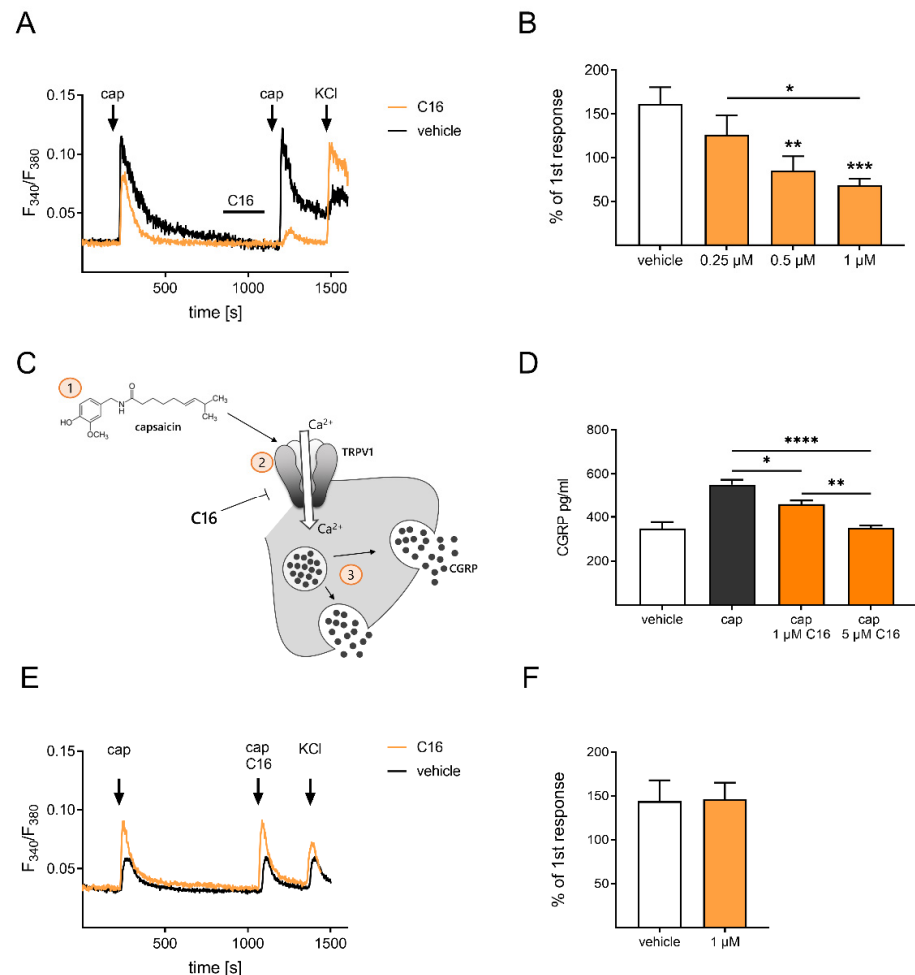 A
cap
cap
KCl
C16
vehicle
0.15
0.10
0.05
C16
F340/F380
500
1000
1500
time [s]
B
200
150
100
50
% of 1st response
*
**
***
vehicle
0.25 µM
0.5 µM
1 µM
C
1
O
N
H
CH3
CH3
HO
OCH3
capsaicin
Ca2+
TRPV1
2
C16
Ca2+
3
CGRP
D
800
600
400
200
CGRP pg/ml
****
*
**
vehicle
cap
cap
1 µM C16
cap
5 µM C16
E
cap
cap
C16
KCl
C16
vehicle
0.15
0.10
0.05
F340/F380
500
1000
1500
time [s]
F
200
150
100
50
% of 1st response
vehicle
1 µM